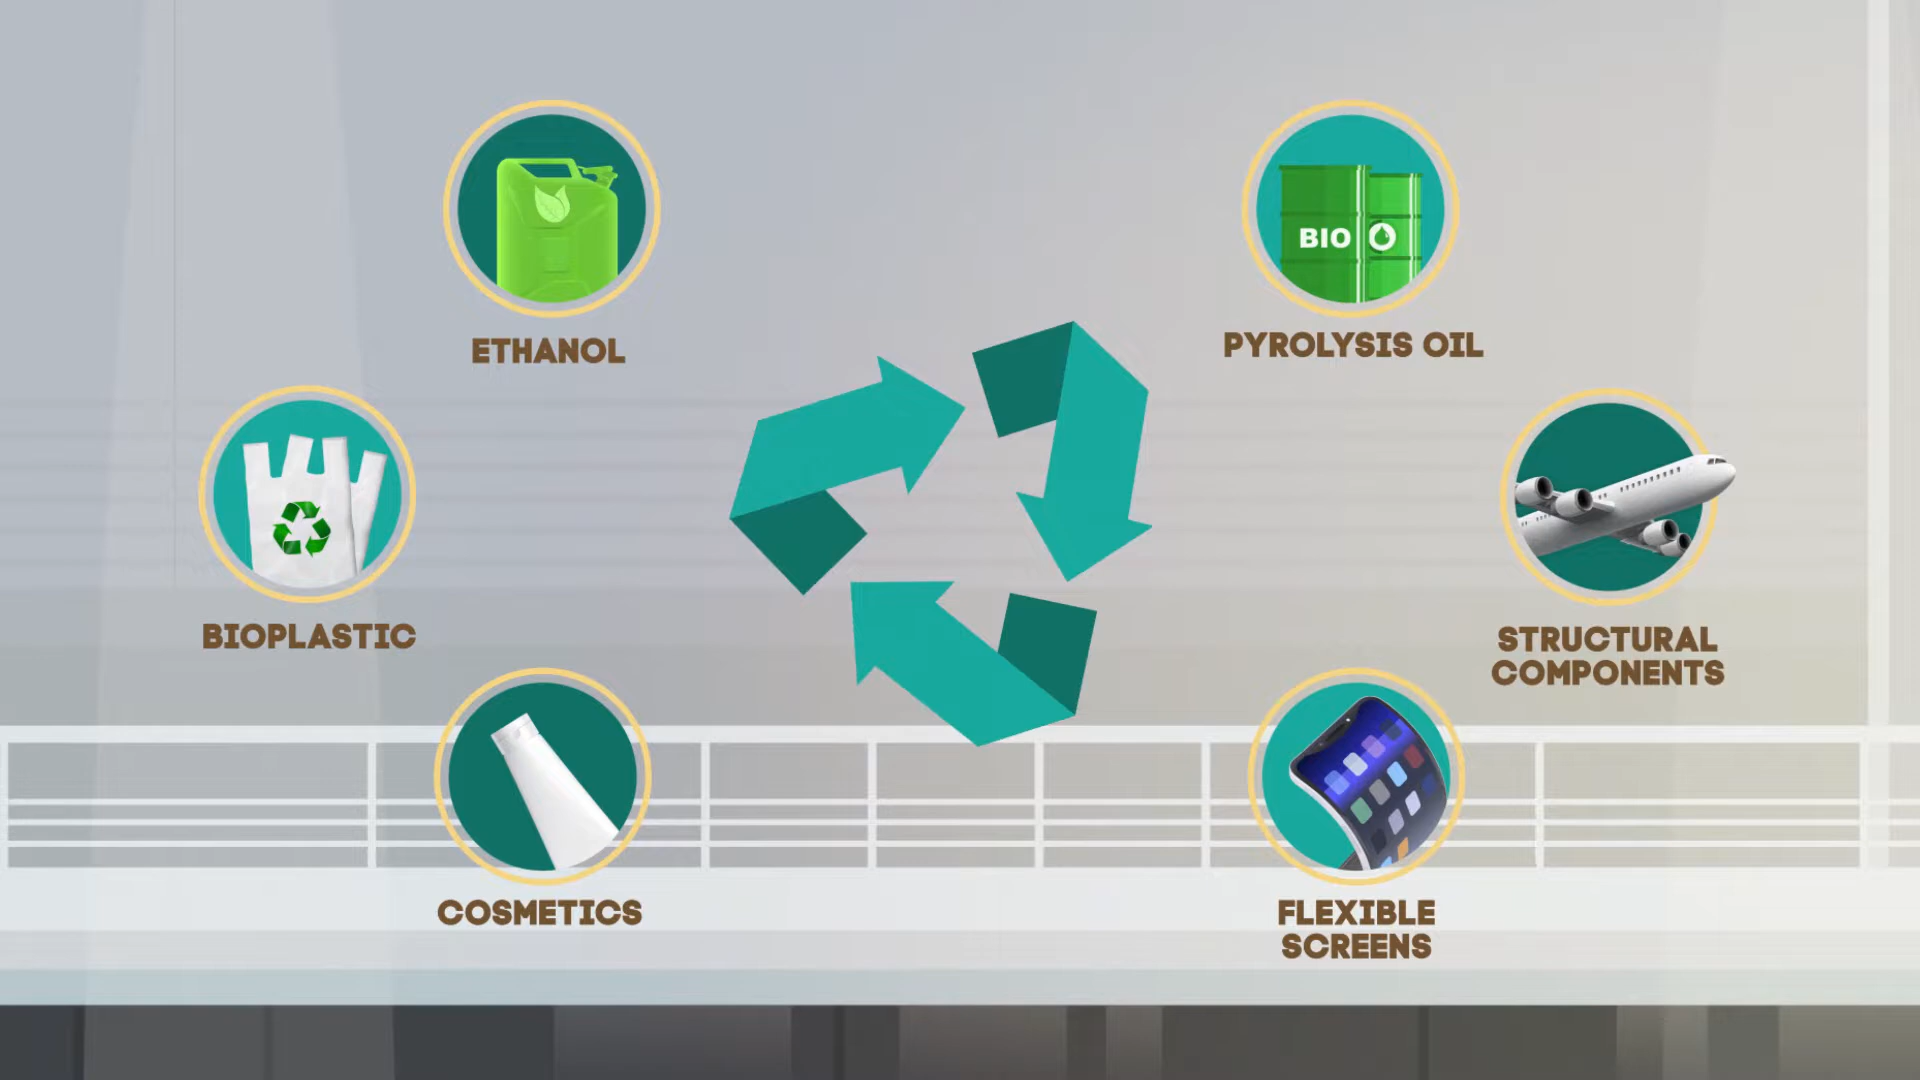 BIO
ETHANOL
PYROLYSIS OIL
BIOPLASTIC
STRUCTURAL
COMPONENTS
COSMETICS
FLEXIBLE
SCREENS